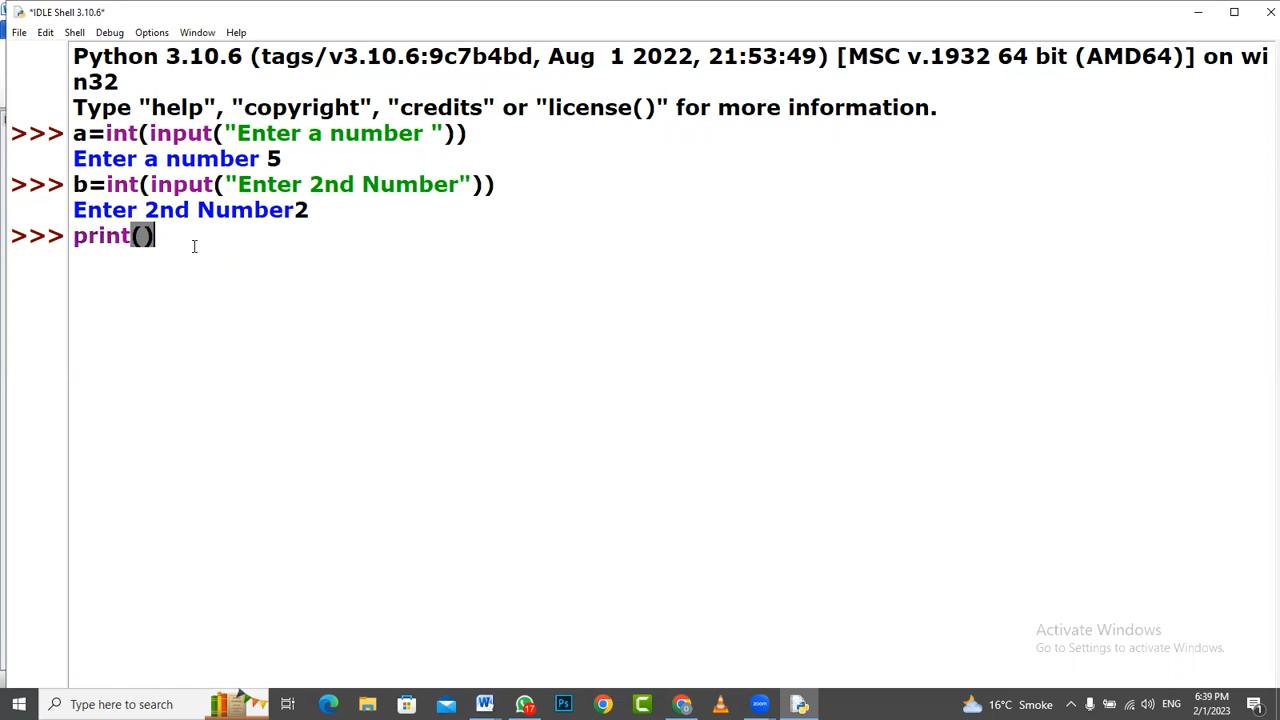 *IDLE Shell 3.10.6*
File Edit Shell Debug Options Window Help
Python 3.10.6 (tags/v3.10.6:9c7b4bd, Aug  1 2022, 21:53:49) [MSC v.1932 64 bit (AMD64)] on wi
n32
Type "help", "copyright", "credits" or "license()" for more information.
>>> a=int(input("Enter a number "))
Enter a number 5
>>> b=int(input("Enter 2nd Number"))
Enter 2nd Number2
>>> print()
Activate Windows
Go to Settings to activate Windows.
Type here to search
W
17
Ps
zoom
16°C Smoke
ENG
6:39 PM
2/1/2023
1